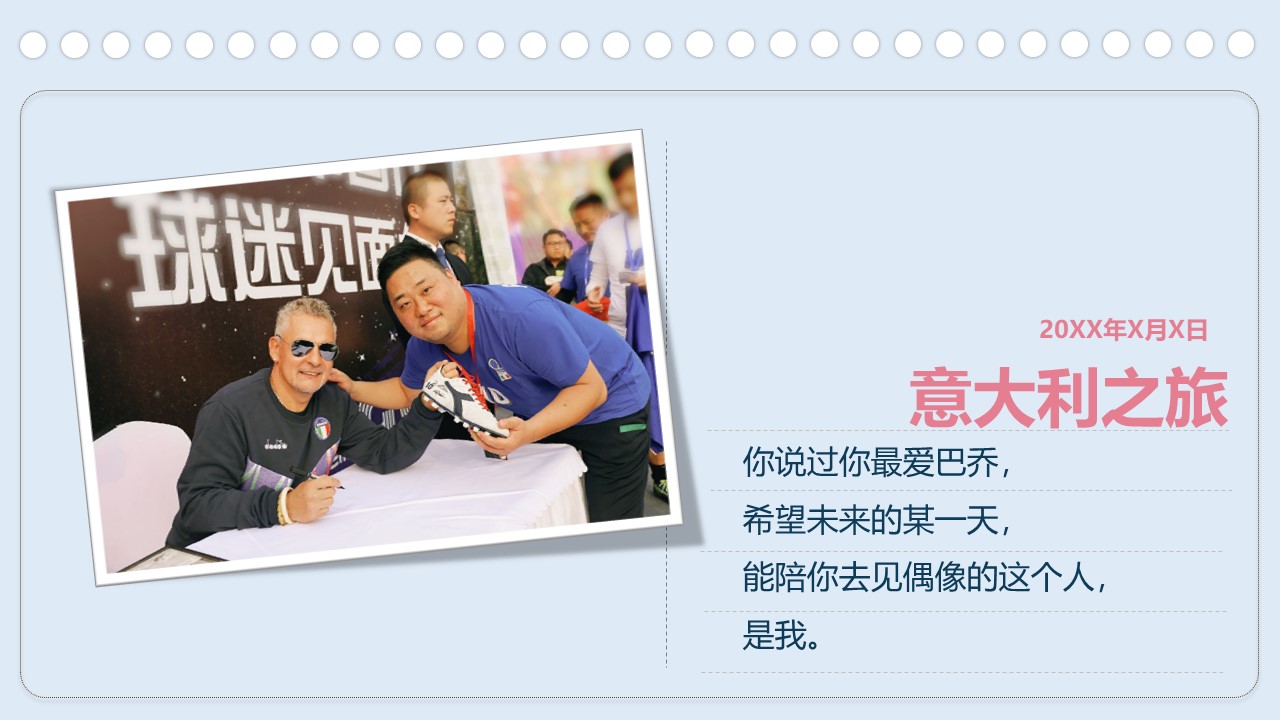 球迷见面
20XX年X月X日
意大利之旅
你说过你最爱巴乔，
希望未来的某一天，
能陪你去见偶像的这个人，
是我。